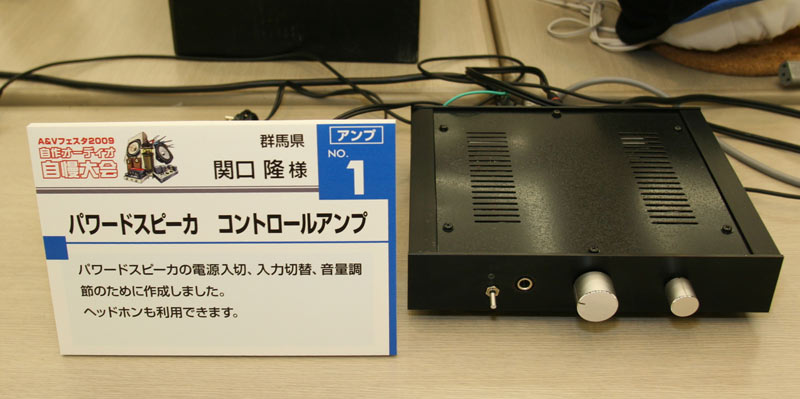 A&Vフェスタ2009
自作オーディオ
自慢大会
群馬県
関口 隆 様
アンプ
NO.
1
パワードスピーカ コントロールアンプ
パワードスピーカの電源入切、入力切替、音量調
節のために作成しました。
ヘッドホンも利用できます。